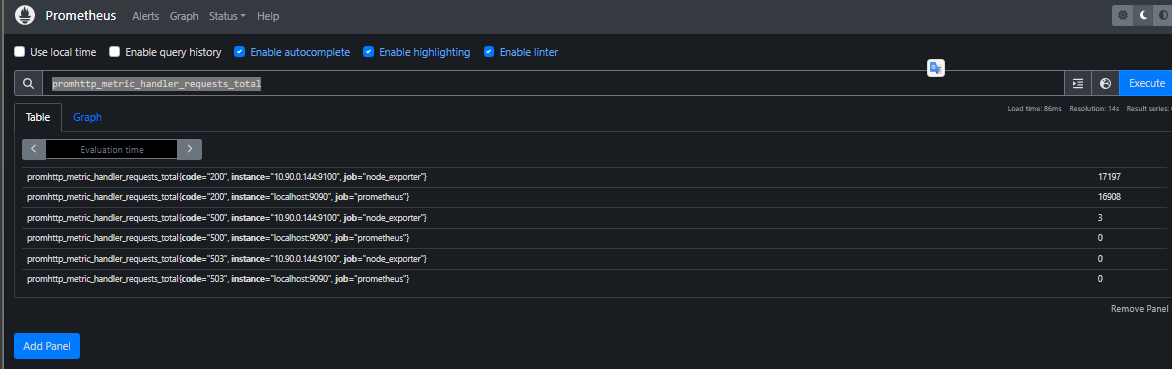 Prometheus Alerts Graph Status Help
Use local time Enable query history Enable autocomplete Enable highlighting Enable linter
promhttp_metric_handler_requests_total Execute
Table Graph Load time: 86ms Resolution: 14s Result series:
Evaluation time
promhttp_metric_handler_requests_total{code="200", instance="10.90.0.144:9100", job="node_exporter"} 17197
promhttp_metric_handler_requests_total{code="200", instance="localhost:9090", job="prometheus"} 16908
promhttp_metric_handler_requests_total{code="500", instance="10.90.0.144:9100", job="node_exporter"} 3
promhttp_metric_handler_requests_total{code="500", instance="localhost:9090", job="prometheus"} 0
promhttp_metric_handler_requests_total{code="503", instance="10.90.0.144:9100", job="node_exporter"} 0
promhttp_metric_handler_requests_total{code="503", instance="localhost:9090", job="prometheus"} 0
Remove Panel
Add Panel